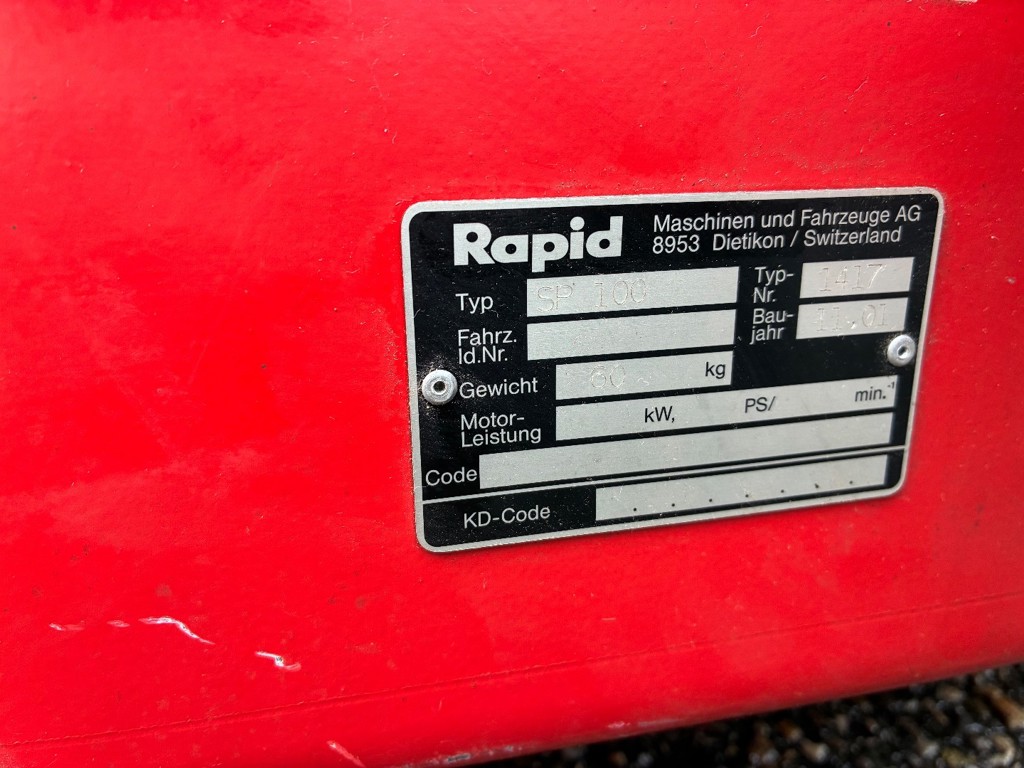 Rapid Maschinen und Fahrzeuge AG
8953 Dietikon / Switzerland
Typ SP 100 Typ-
Nr. 1417
Fahrz.
Id.Nr. Bau-
jahr 11.01
Gewicht 60 kg
Motor-
Leistung kW, PS/ min.⁻¹
Code
KD-Code . . . . . .